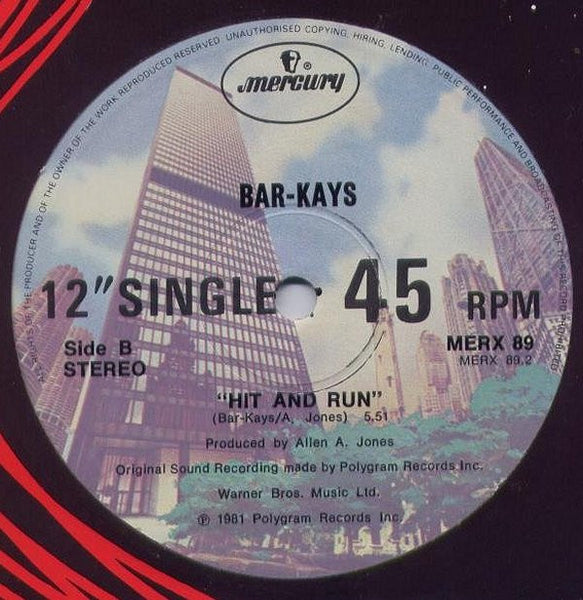 ALL RIGHTS OF THE PRODUCER AND OF THE OWNER OF THE WORK REPRODUCED RESERVED. UNAUTHORISED COPYING, HIRING, LENDING, PUBLIC PERFORMANCE AND BROADCASTING OF THIS RECORD PROHIBITED
®
mercury
BAR-KAYS
12" SINGLE : 45 RPM
Side B
STEREO
MERX 89
MERX 89.2
"HIT AND RUN"
(Bar-Kays/A. Jones) 5.51
Produced by Allen A. Jones
Original Sound Recording made by Polygram Records Inc.
Warner Bros. Music Ltd.
℗ 1981 Polygram Records Inc.